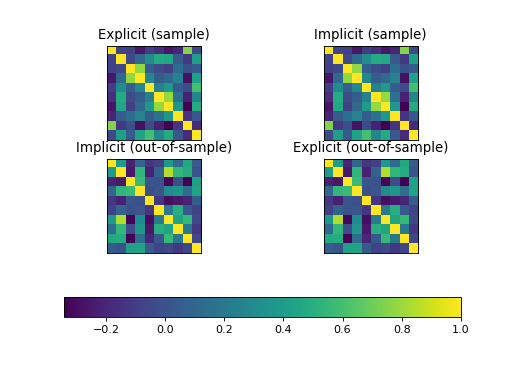 Explicit (sample) Implicit (sample)
Implicit (out-of-sample) Explicit (out-of-sample)
−0.2 0.0 0.2 0.4 0.6 0.8 1.0